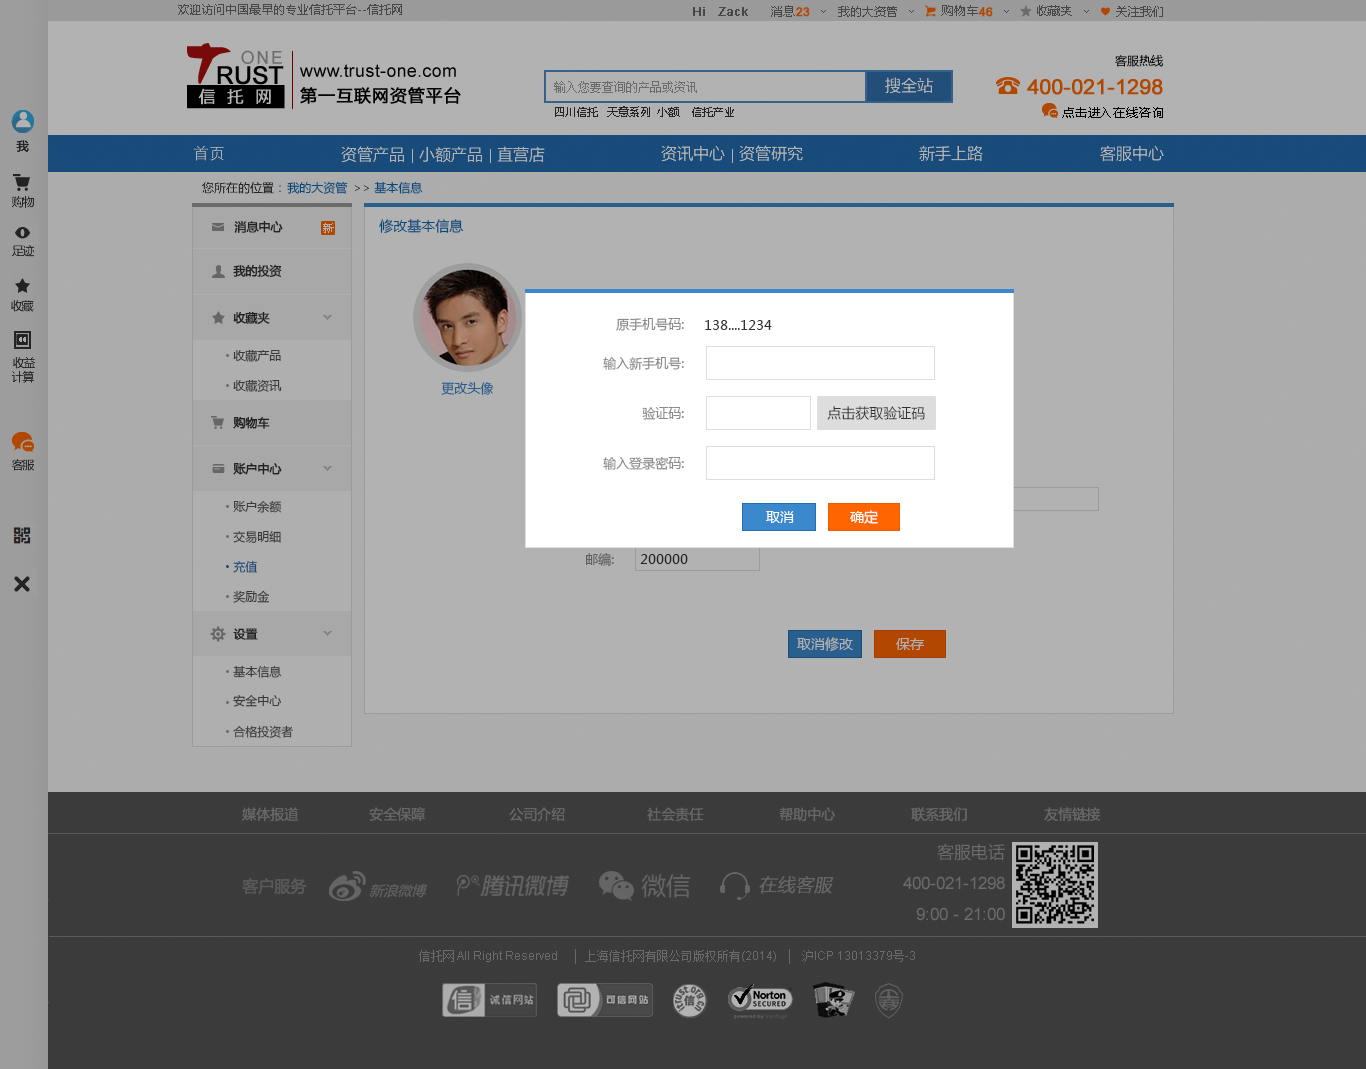 欢迎访问中国最早的专业信托平台--信托网
Hi Zack 消息23 我的大资管 购物车46 收藏夹 关注我们
ONE
TRUST
信托网
www.trust-one.com
第一互联网资管平台
输入您要查询的产品或资讯 搜全站
四川信托 天意系列 小额 信托产业
客服热线
400-021-1298
点击进入在线咨询
首页 资管产品 | 小额产品 | 直营店 资讯中心 | 资管研究 新手上路 客服中心
我
购物
足迹
收藏
收益
计算
客服
您所在的位置：我的大资管 >> 基本信息
消息中心 新
我的投资
收藏夹
· 收藏产品
· 收藏资讯
购物车
账户中心
· 账户余额
· 交易明细
· 充值
· 奖励金
设置
· 基本信息
· 安全中心
· 合格投资者
修改基本信息
更改头像
原手机号码: 138....1234
输入新手机号:
验证码: 点击获取验证码
输入登录密码:
取消 确定
邮编: 200000
取消修改 保存
媒体报道 安全保障 公司介绍 社会责任 帮助中心 联系我们 友情链接
客户服务 新浪微博 腾讯微博 微信 在线客服
客服电话
400-021-1298
9:00 - 21:00
信托网 All Right Reserved | 上海信托网有限公司版权所有(2014) | 沪ICP 13013379号-3
信 诚信网站
可信网站
trust.org.cn
信
Norton
SECURED